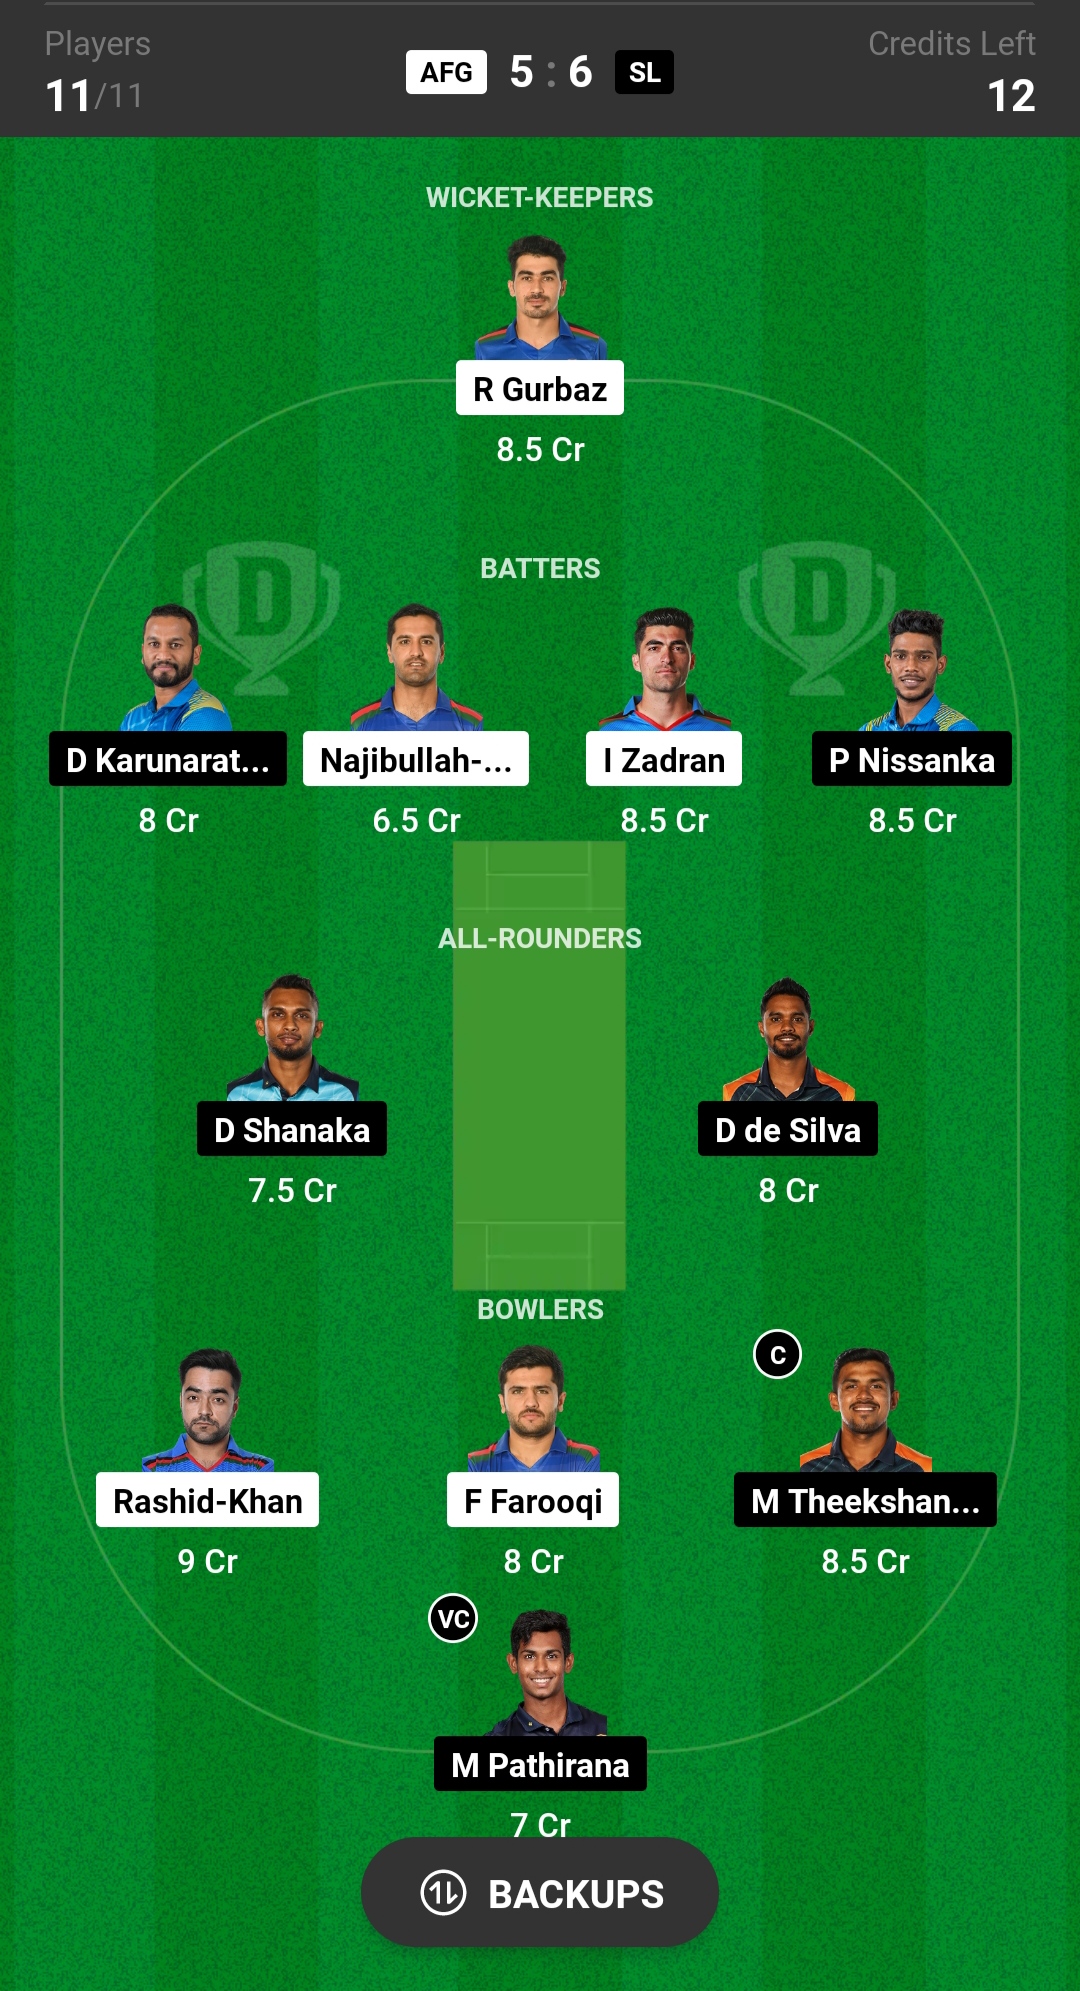 Players
11/11
AFG 5 : 6 SL
Credits Left
12
WICKET-KEEPERS
R Gurbaz
8.5 Cr
BATTERS
D D
D Karunarat... Najibullah-... I Zadran P Nissanka
8 Cr 6.5 Cr 8.5 Cr 8.5 Cr
ALL-ROUNDERS
D Shanaka D de Silva
7.5 Cr 8 Cr
BOWLERS
C
Rashid-Khan F Farooqi M Theekshan...
9 Cr 8 Cr 8.5 Cr
VC
M Pathirana
7 Cr
BACKUPS